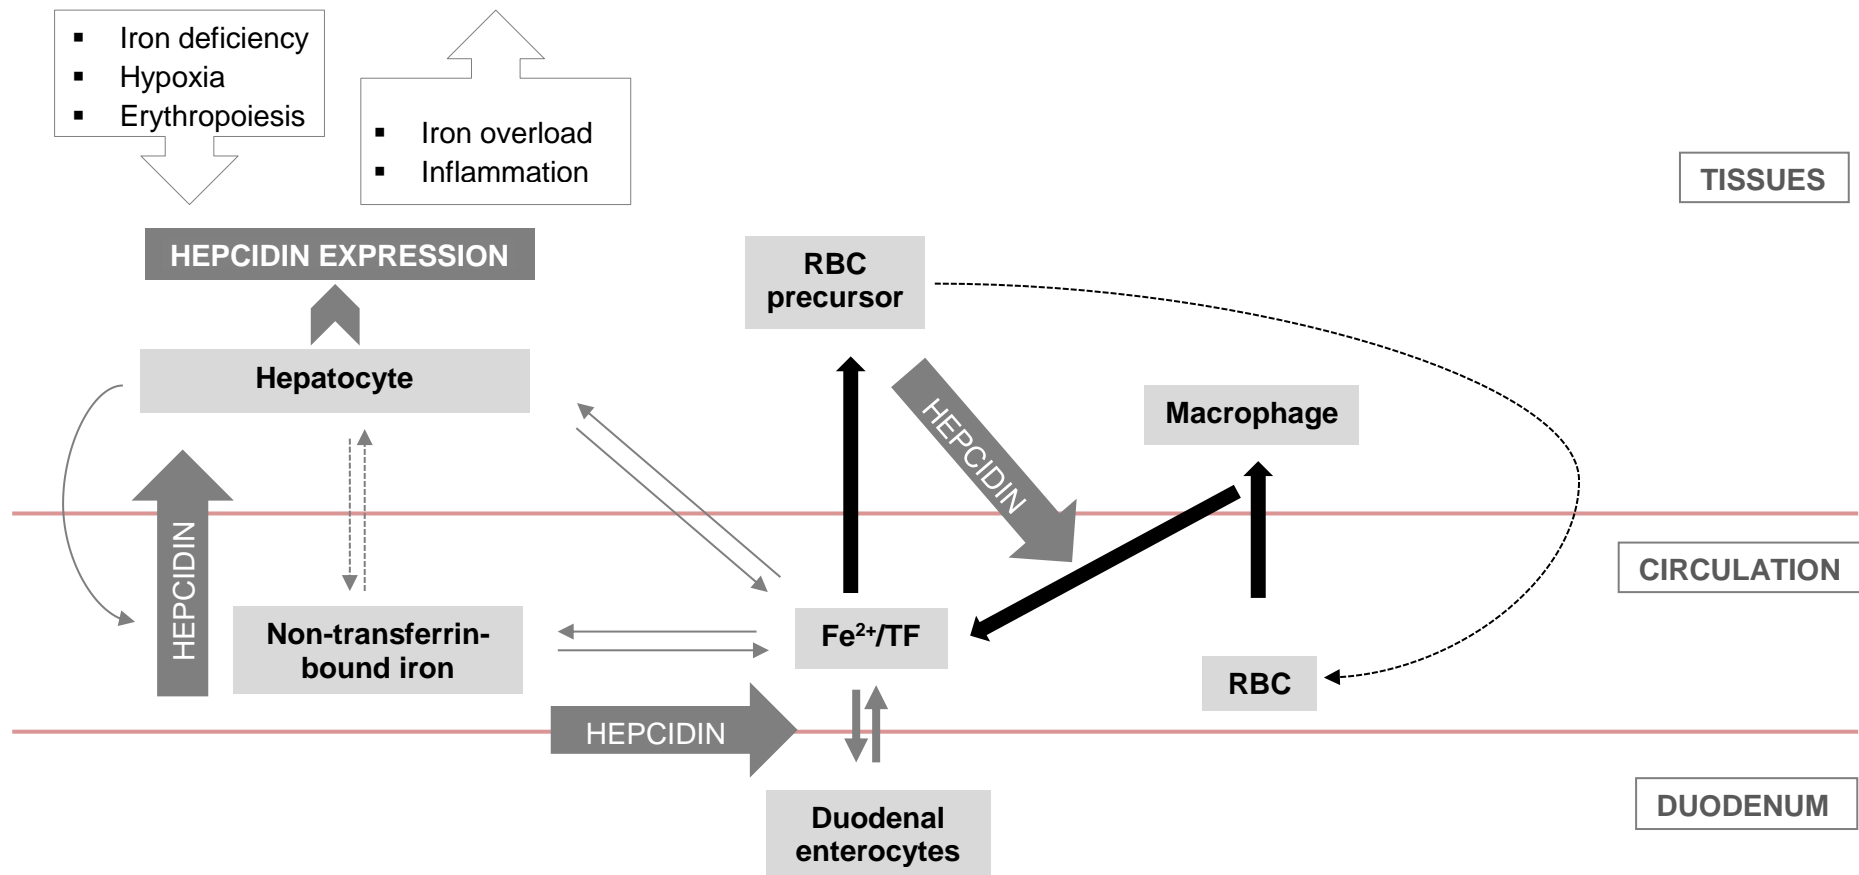 ▪ Iron deficiency
▪ Hypoxia
▪ Erythropoiesis
▪ Iron overload
▪ Inflammation
TISSUES
HEPCIDIN EXPRESSION
RBC
precursor
Hepatocyte
Macrophage
HEPCIDIN
HEPCIDIN
CIRCULATION
Non-transferrin-
bound iron
Fe²⁺/TF
RBC
HEPCIDIN
DUODENUM
Duodenal
enterocytes